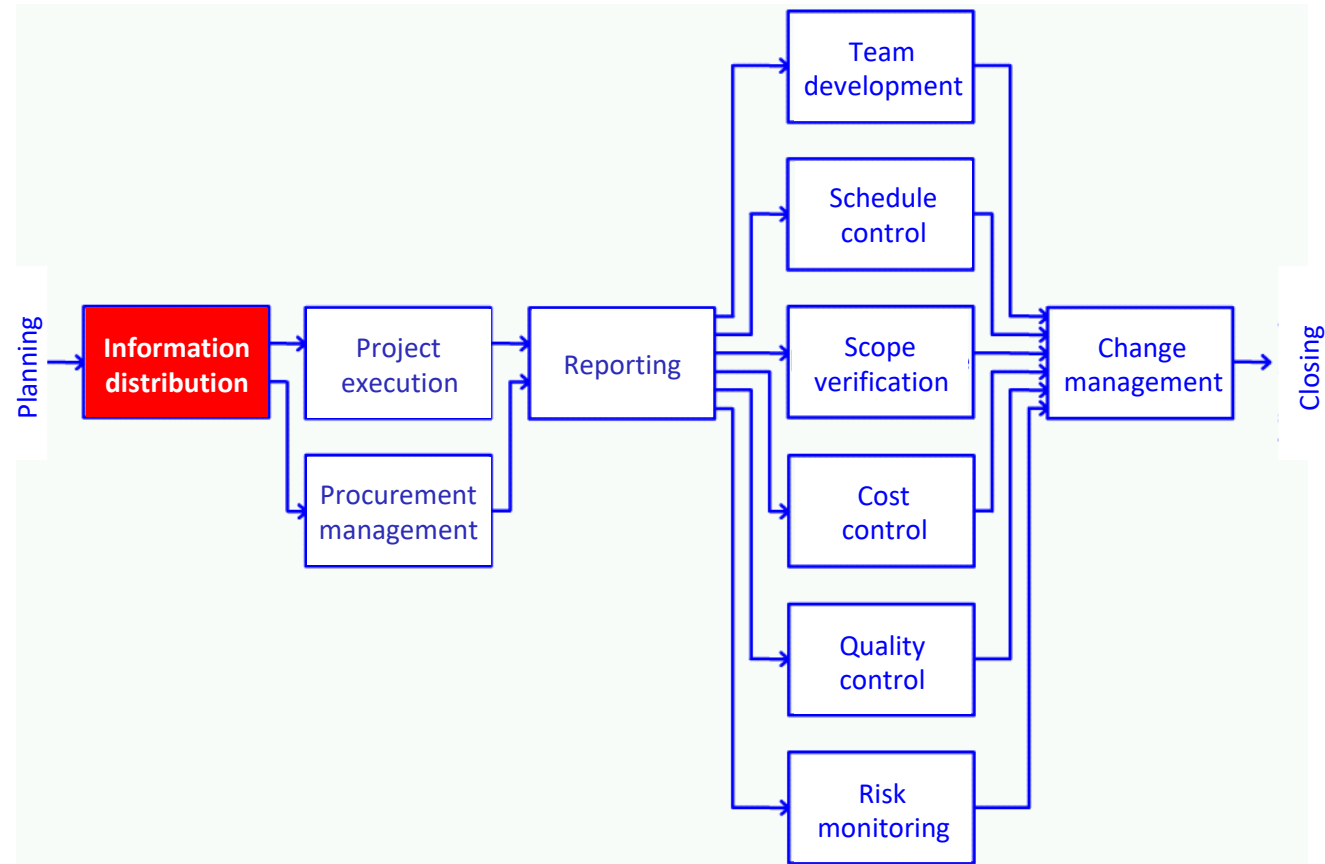 Planning
Information
distribution
Project
execution
Procurement
management
Reporting
Team
development
Schedule
control
Scope
verification
Cost
control
Quality
control
Risk
monitoring
Change
management
Closing